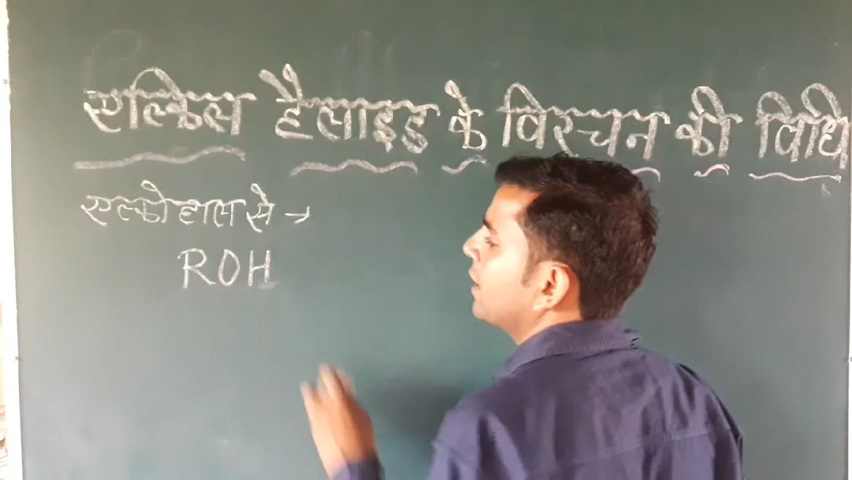 एल्किल हैलाइड के विरचन की विधि
एल्कोहाल से →
ROH